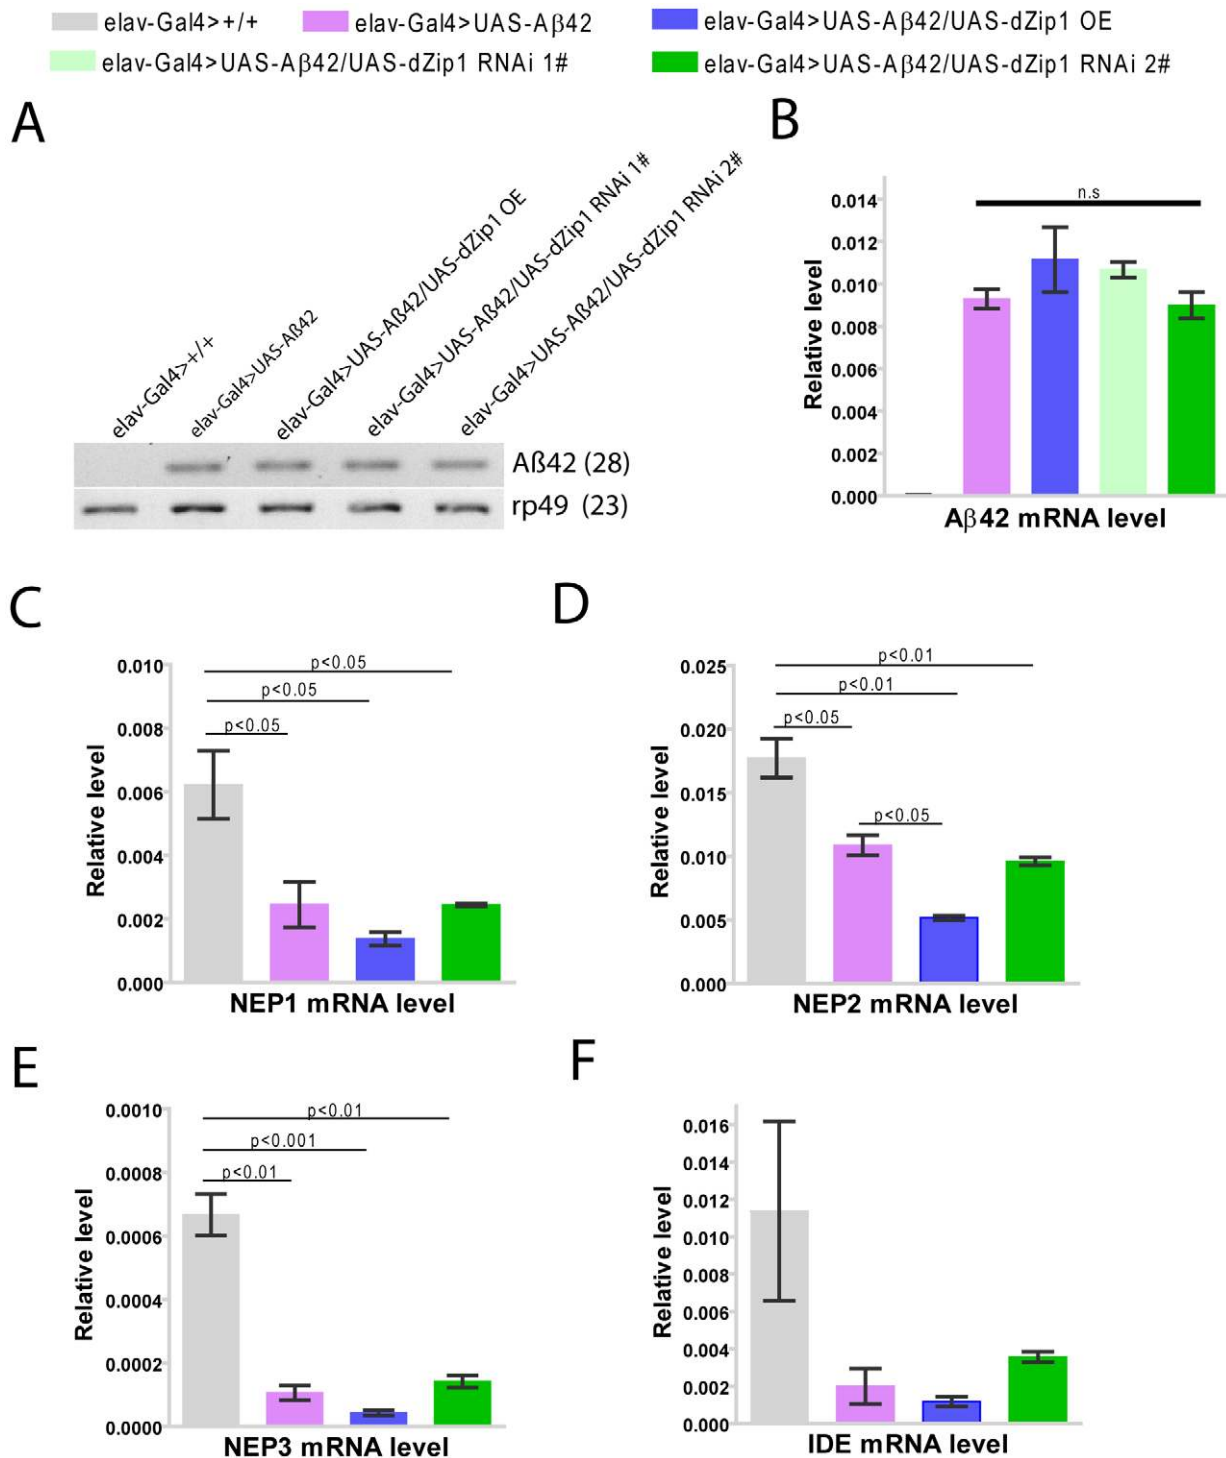 elav-Gal4>+/+ elav-Gal4>UAS-Aβ42 elav-Gal4>UAS-Aβ42/UAS-dZip1 OE
elav-Gal4>UAS-Aβ42/UAS-dZip1 RNAi 1# elav-Gal4>UAS-Aβ42/UAS-dZip1 RNAi 2#
A
elav-Gal4>+/+
elav-Gal4>UAS-Aß42
elav-Gal4>UAS-Aß42/UAS-dZip1 OE
elav-Gal4>UAS-Aß42/UAS-dZip1 RNAi 1#
elav-Gal4>UAS-Aß42/UAS-dZip1 RNAi 2#
Aß42 (28)
rp49 (23)
B
Relative level
0.014
0.012
0.010
0.008
0.006
0.004
0.002
0.000
n.s
Aβ42 mRNA level
C
Relative level
0.010
0.008
0.006
0.004
0.002
0.000
p<0.05
p<0.05
p<0.05
NEP1 mRNA level
D
Relative level
0.025
0.020
0.015
0.010
0.005
0.000
p<0.01
p<0.01
p<0.05
p<0.05
NEP2 mRNA level
E
Relative level
0.0010
0.0008
0.0006
0.0004
0.0002
0.0000
p<0.01
p<0.001
p<0.01
NEP3 mRNA level
F
Relative level
0.016
0.014
0.012
0.010
0.008
0.006
0.004
0.002
0.000
IDE mRNA level